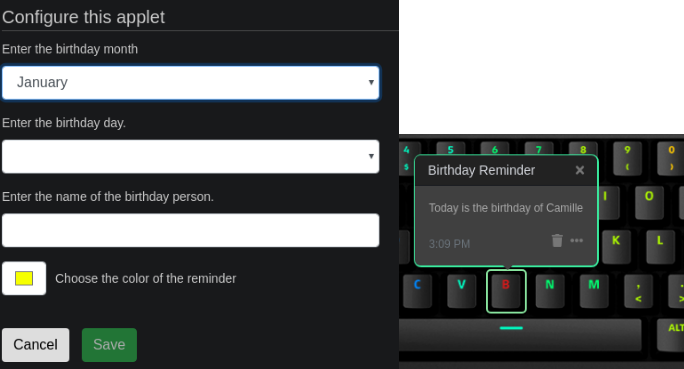 Configure this applet
Enter the birthday month
January
Enter the birthday day.
Enter the name of the birthday person.
Choose the color of the reminder
Cancel Save
4 5 6 7 8 9 0
$ ( )
Birthday Reminder ×
Today is the birthday of Camille
3:09 PM •••
I O
K L
C V B N M , .
< >
ALT